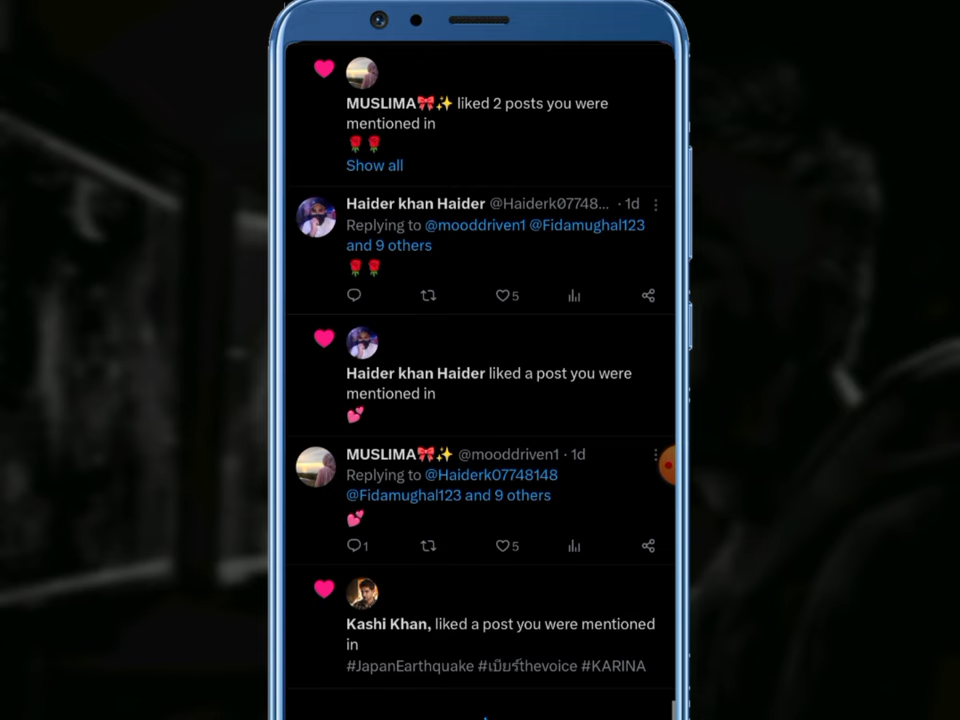 MUSLIMA🎀✨ liked 2 posts you were
mentioned in
🌹🌹
Show all
Haider khan Haider @Haiderk07748... · 1d
Replying to @mooddriven1 @Fidamughal123
and 9 others
🌹🌹
5
Haider khan Haider liked a post you were
mentioned in
💕
MUSLIMA🎀✨ @mooddriven1 · 1d
Replying to @Haiderk07748148
@Fidamughal123 and 9 others
💕
1 5
Kashi Khan, liked a post you were mentioned
in
#JapanEarthquake #เบียร์thevoice #KARINA